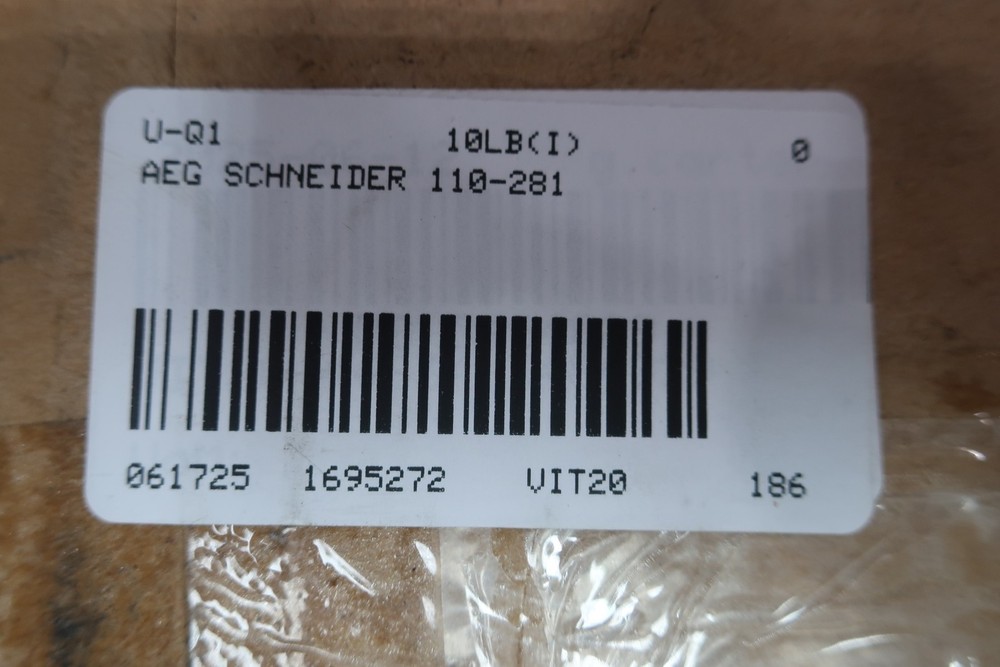 U-Q1 10LB(I) 0
AEG SCHNEIDER 110-281
061725 1695272 VIT20 186